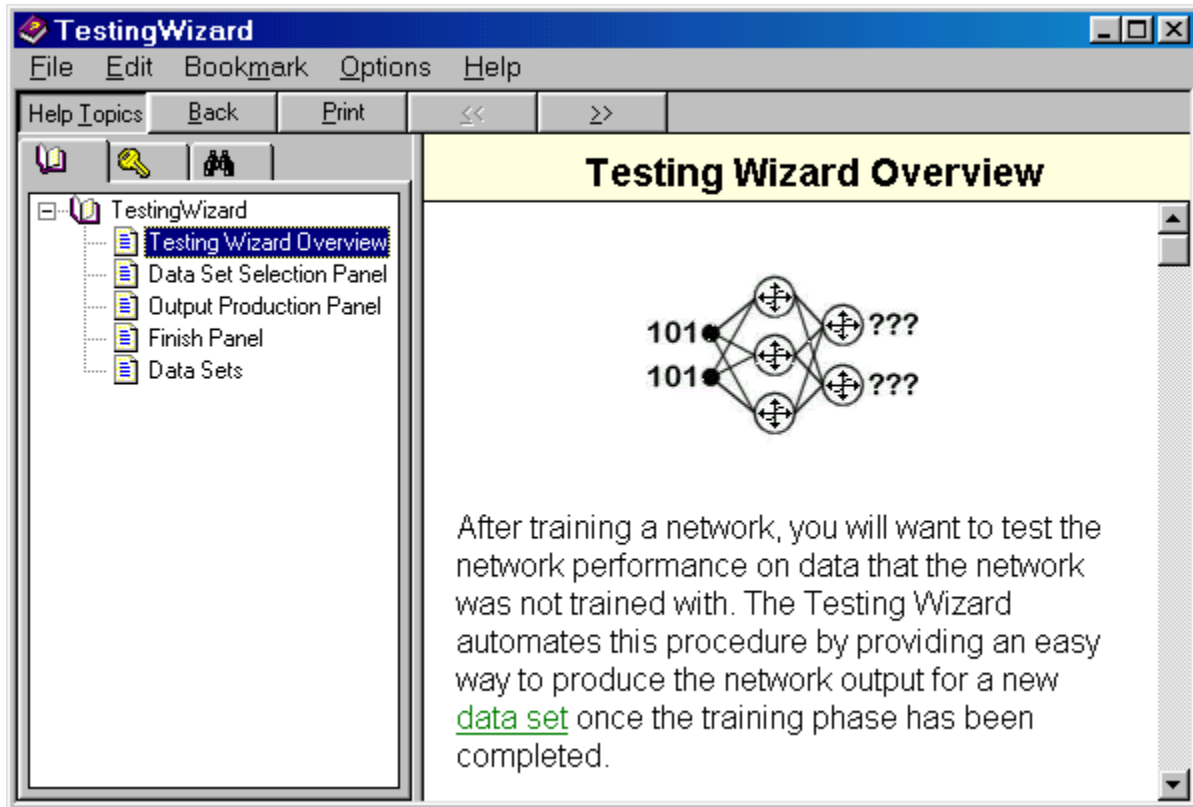 TestingWizard
File Edit Bookmark Options Help
Help Topics Back Print << >>
Testing Wizard Overview
TestingWizard
Testing Wizard Overview
Data Set Selection Panel
Output Production Panel
Finish Panel
Data Sets
101 ???
101 ???
After training a network, you will want to test the
network performance on data that the network
was not trained with. The Testing Wizard
automates this procedure by providing an easy
way to produce the network output for a new
data set once the training phase has been
completed.